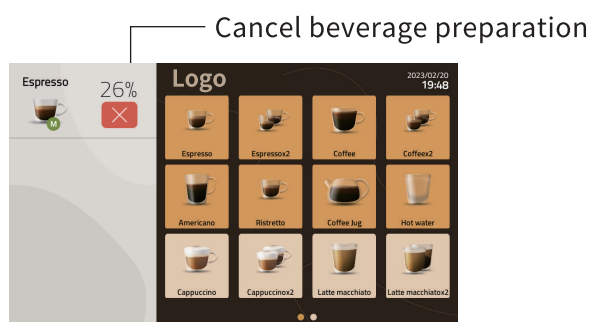 Cancel beverage preparation
Espresso
26%
M
Logo
2023/02/20
19:48
Espresso
Espressox2
Coffee
Coffeex2
Americano
Ristretto
Coffee Jug
Hot water
Cappuccino
Cappuccinox2
Latte macchiato
Latte macchiatox2